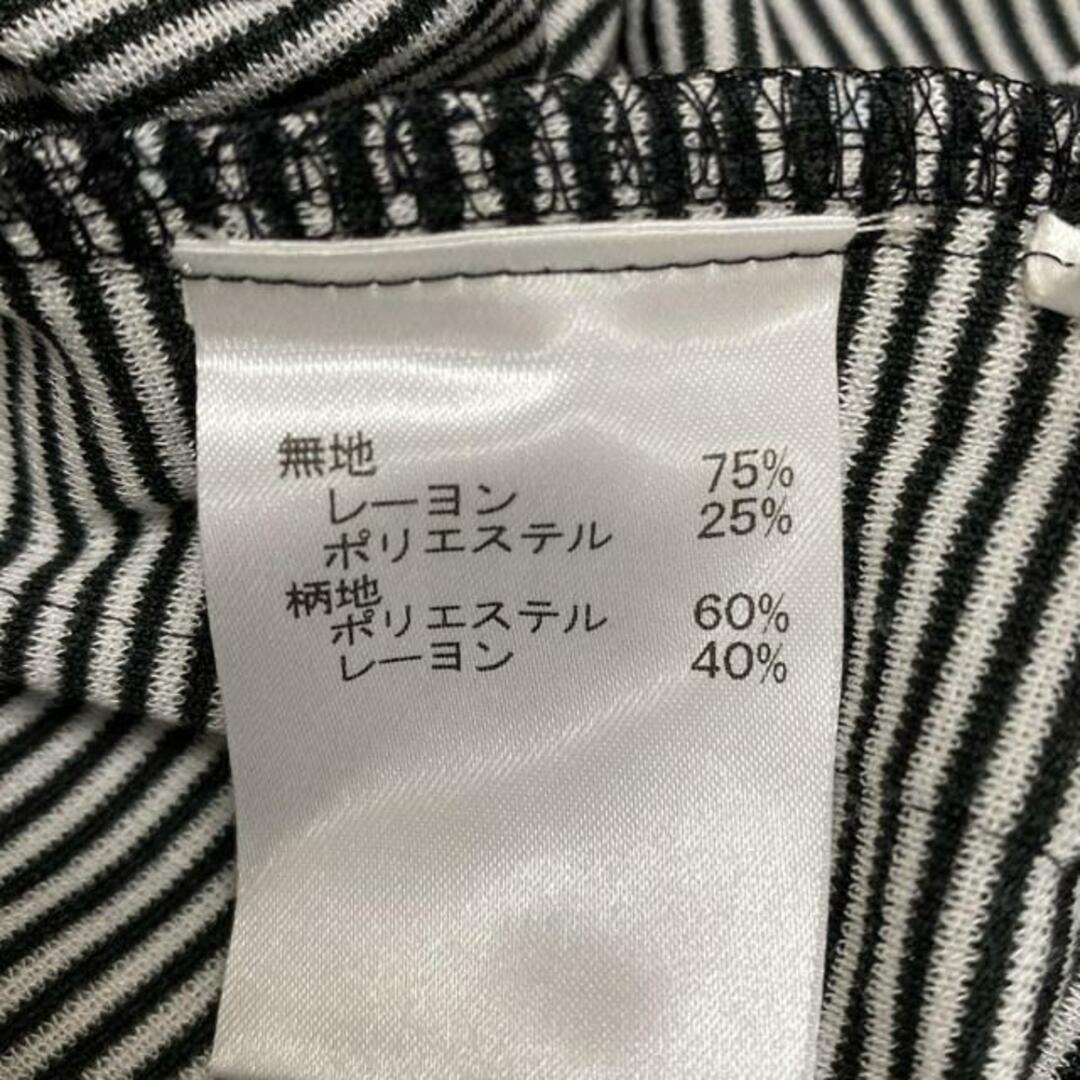 無地
レーヨン 75%
ポリエステル 25%
柄地
ポリエステル 60%
レーヨン 40%